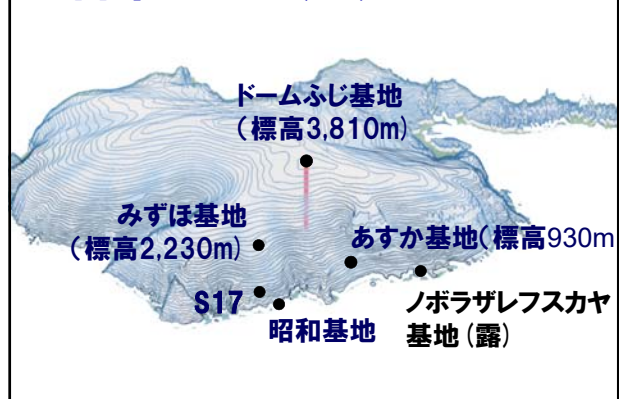 ドームふじ基地
（標高3,810m）
みずほ基地
（標高2,230m）
あすか基地（標高930m
S17
昭和基地
ノボラザレフスカヤ
基地（露）